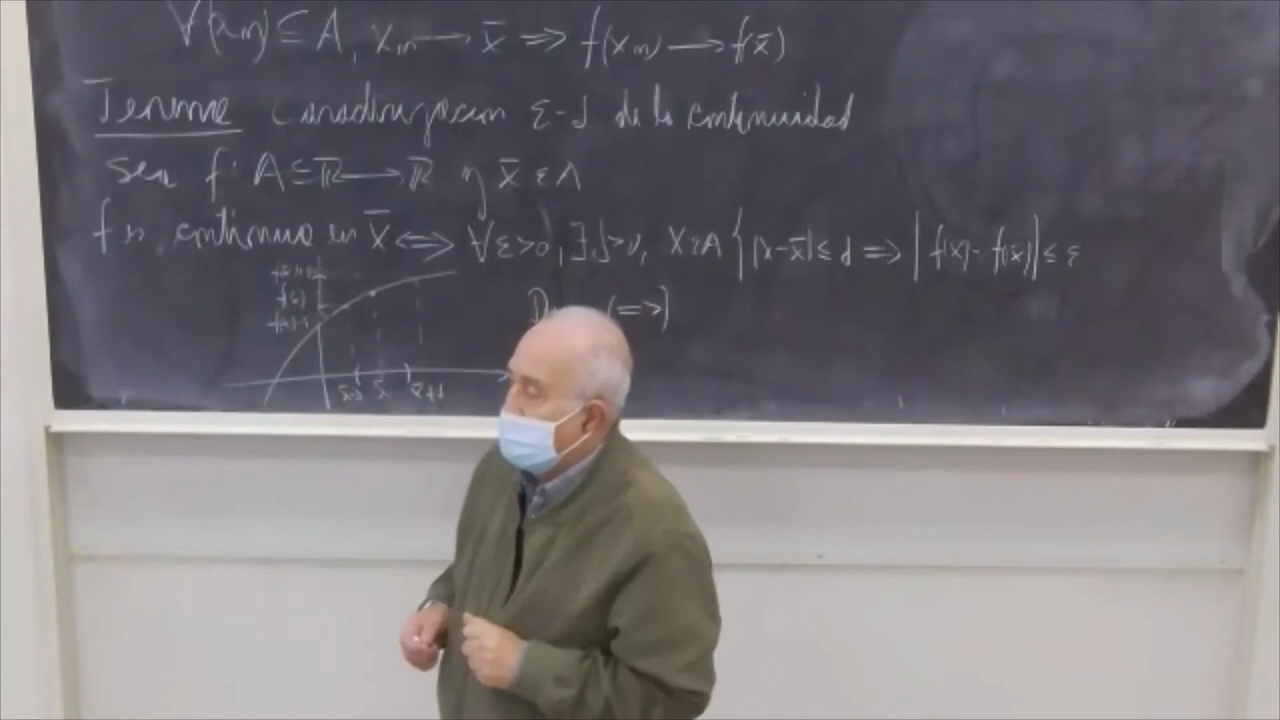 ∀(xₙ) ⊆ A, xₙ → x̄ ⇒ f(xₙ) → f(x̄)
Teorema Caracterización ε-δ de la continuidad
Sea f: A ⊆ ℝ → ℝ y x̄ ∈ A
f es continua en x̄ ⇔ ∀ε>0, ∃δ>0, x∈A { |x-x̄| ≤ δ ⇒ |f(x) - f(x̄)| ≤ ε
f(x̄)+ε
f(x̄)
f(x̄)-ε
(⇒)
x̄-δ x̄ x̄+δ